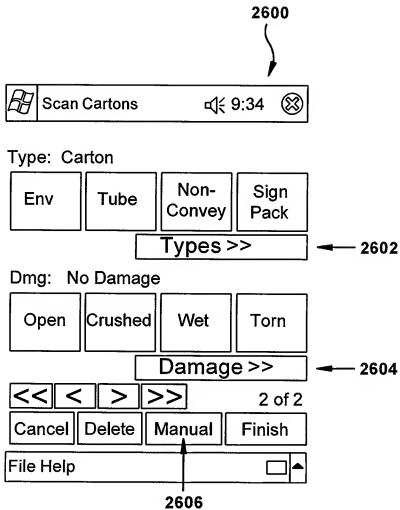 2600
Scan Cartons 9:34
Type: Carton
Env Tube Non-Convey Sign Pack
Types >> 2602
Dmg: No Damage
Open Crushed Wet Torn
Damage >> 2604
<< < > >> 2 of 2
Cancel Delete Manual Finish
File Help
2606